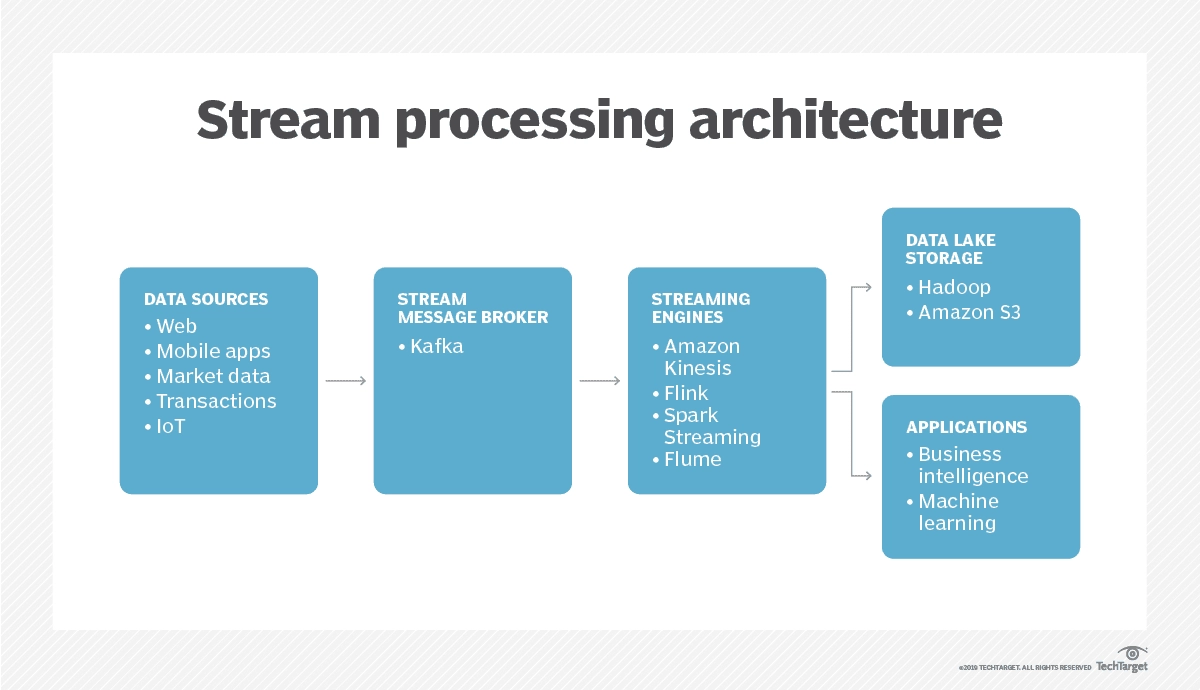 Stream processing architecture
DATA SOURCES
• Web
• Mobile apps
• Market data
• Transactions
• IoT
STREAM
MESSAGE BROKER
• Kafka
STREAMING
ENGINES
• Amazon
Kinesis
• Flink
• Spark
Streaming
• Flume
DATA LAKE
STORAGE
• Hadoop
• Amazon S3
APPLICATIONS
• Business
intelligence
• Machine
learning
©2019 TECHTARGET. ALL RIGHTS RESERVED TechTarget